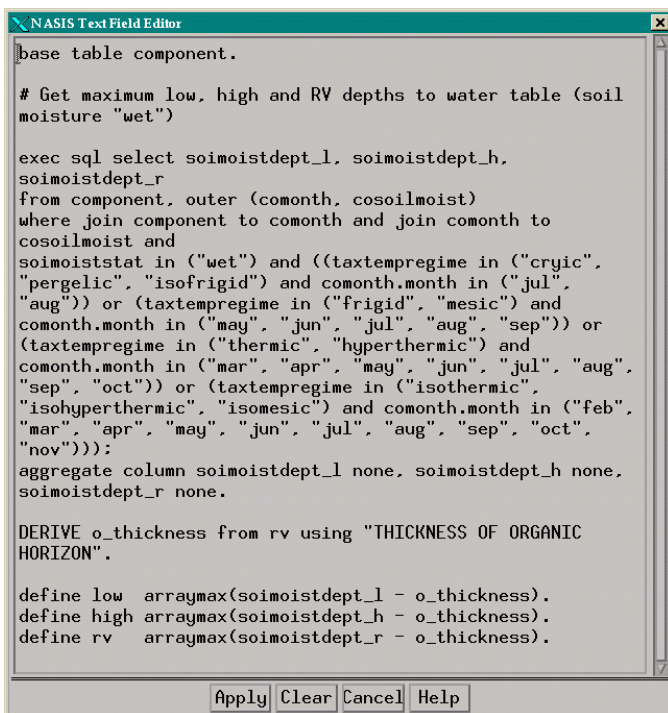 NASIS Text Field Editor
base table component.
# Get maximum low, high and RV depths to water table (soil
moisture "wet")
exec sql select soimoistdept_l, soimoistdept_h,
soimoistdept_r
from component, outer (comonth, cosoilmoist)
where join component to comonth and join comonth to
cosoilmoist and
soimoiststat in ("wet") and ((taxtempregime in ("cryic",
"pergelic", "isofrigid") and comonth.month in ("jul",
"aug")) or (taxtempregime in ("frigid", "mesic") and
comonth.month in ("may", "jun", "jul", "aug", "sep")) or
(taxtempregime in ("thermic", "hyperthermic") and
comonth.month in ("mar", "apr", "may", "jun", "jul", "aug",
"sep", "oct")) or (taxtempregime in ("isothermic",
"isohyperthermic", "isomesic") and comonth.month in ("feb",
"mar", "apr", "may", "jun", "jul", "aug", "sep", "oct",
"nov")));
aggregate column soimoistdept_l none, soimoistdept_h none,
soimoistdept_r none.
DERIVE o_thickness from rv using "THICKNESS OF ORGANIC
HORIZON".
define low  arraymax(soimoistdept_l - o_thickness).
define high arraymax(soimoistdept_h - o_thickness).
define rv   arraymax(soimoistdept_r - o_thickness).
Apply Clear Cancel Help